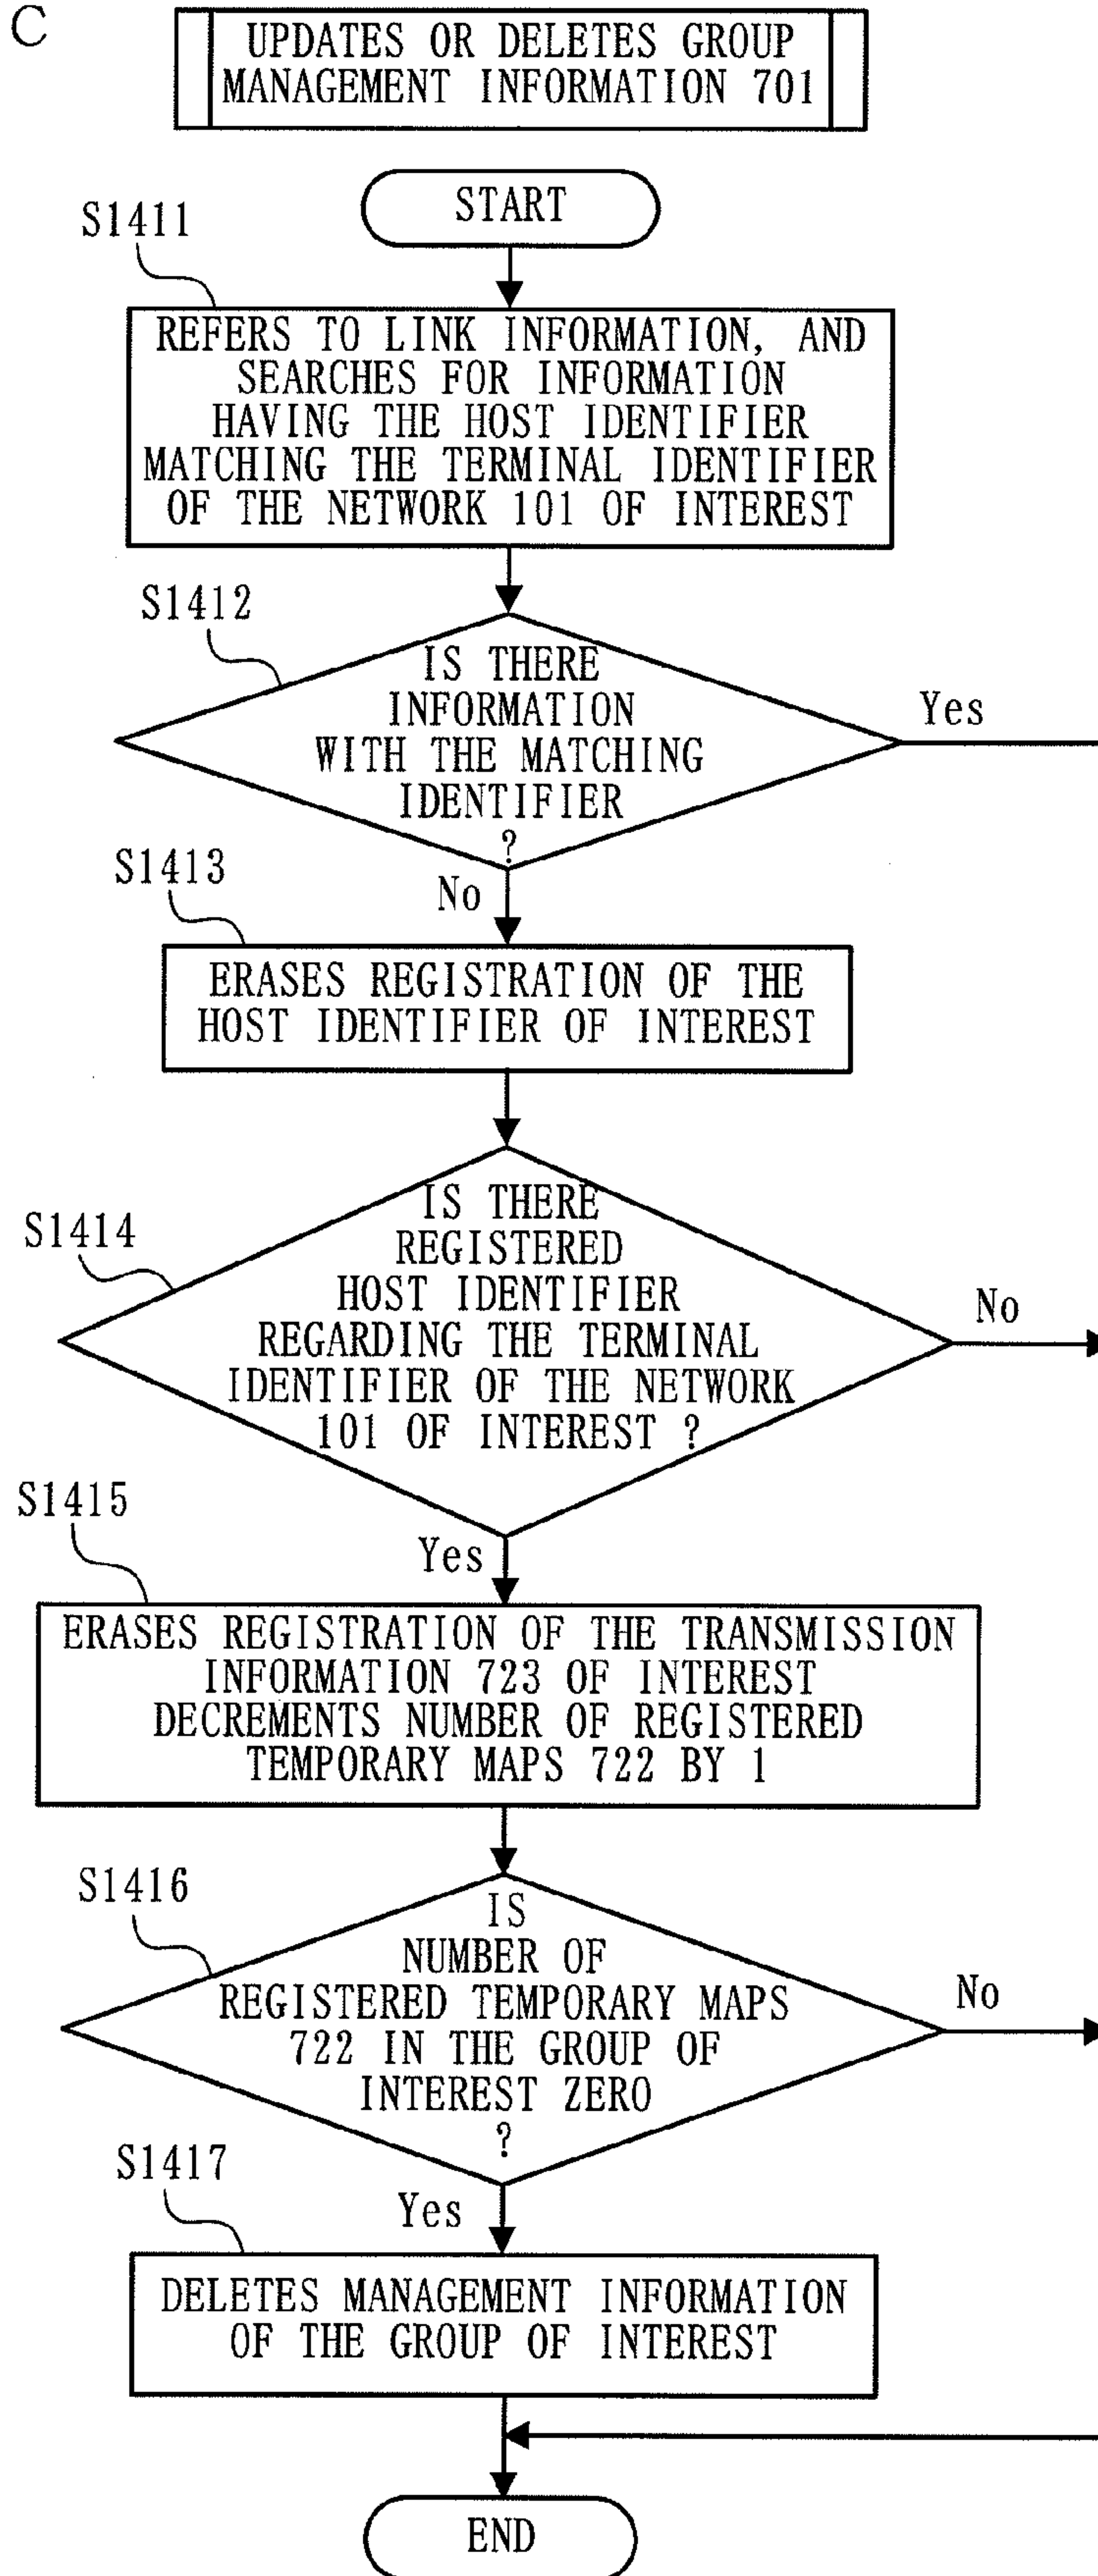 C
UPDATES OR DELETES GROUP
MANAGEMENT INFORMATION 701
START
S1411
REFERS TO LINK INFORMATION, AND
SEARCHES FOR INFORMATION
HAVING THE HOST IDENTIFIER
MATCHING THE TERMINAL IDENTIFIER
OF THE NETWORK 101 OF INTEREST
S1412
IS THERE
INFORMATION
WITH THE MATCHING
IDENTIFIER
?
Yes
No
S1413
ERASES REGISTRATION OF THE
HOST IDENTIFIER OF INTEREST
S1414
IS THERE
REGISTERED
HOST IDENTIFIER
REGARDING THE TERMINAL
IDENTIFIER OF THE NETWORK
101 OF INTEREST ?
No
Yes
S1415
ERASES REGISTRATION OF THE TRANSMISSION
INFORMATION 723 OF INTEREST
DECREMENTS NUMBER OF REGISTERED
TEMPORARY MAPS 722 BY 1
S1416
IS
NUMBER OF
REGISTERED TEMPORARY MAPS
722 IN THE GROUP OF
INTEREST ZERO
?
No
Yes
S1417
DELETES MANAGEMENT INFORMATION
OF THE GROUP OF INTEREST
END